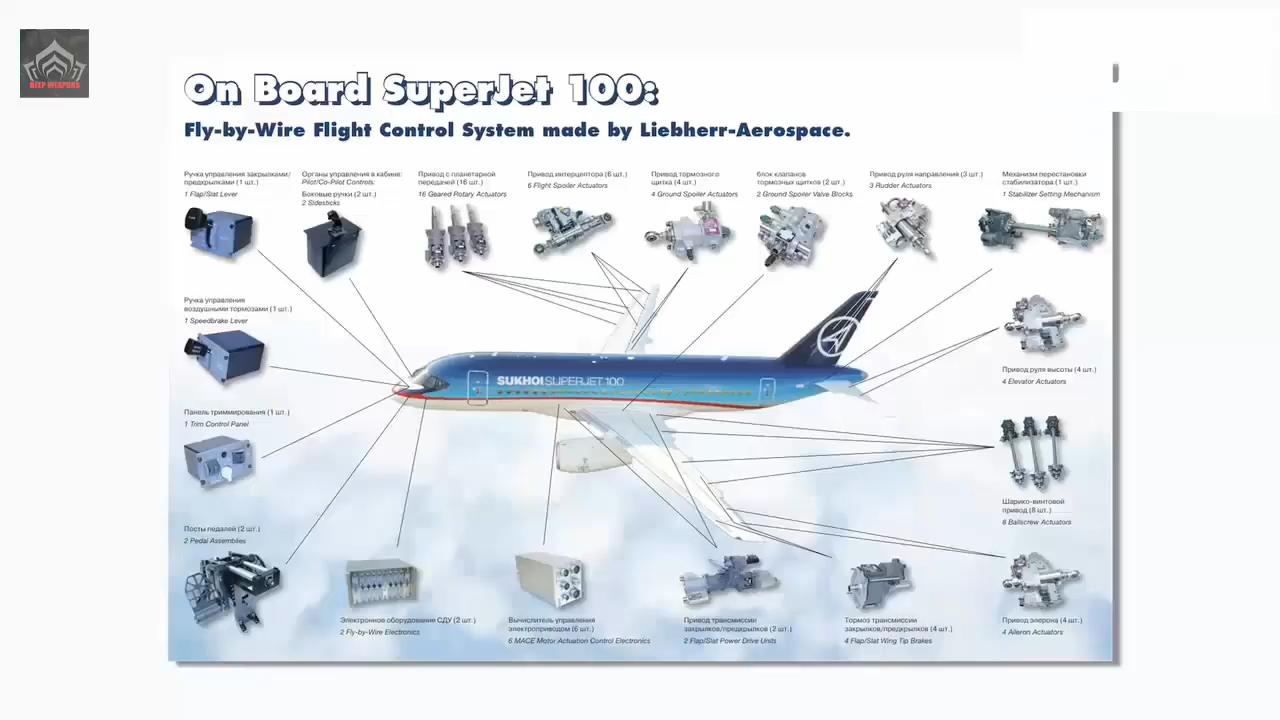 DEEP WEAPONS
On Board SuperJet 100:
Fly-by-Wire Flight Control System made by Liebherr-Aerospace.
Ручка управления закрылками/
предкрылками (1 шт.)
1 Flap/Slat Lever
Органы управления в кабине:
Pilot/Co-Pilot Controls:
Боковые ручки (2 шт.)
2 Sidesticks
Привод с планетарной
передачей (16 шт.)
16 Geared Rotary Actuators
Привод интерцептора (6 шт.)
6 Flight Spoiler Actuators
Привод тормозного
щитка (4 шт.)
4 Ground Spoiler Actuators
блок клапанов
тормозных щитков (2 шт.)
2 Ground Spoiler Valve Blocks
Привод руля направления (3 шт.)
3 Rudder Actuators
Механизм перестановки
стабилизатора (1 шт.)
1 Stabilizer Setting Mechanism
Ручка управления
воздушными тормозами (1 шт.)
1 Speedbrake Lever
Привод руля высоты (4 шт.)
4 Elevator Actuators
SUKHOI SUPERJET 100
Панель триммирования (1 шт.)
1 Trim Control Panel
Шарико-винтовой
привод (8 шт.)
8 Ballscrew Actuators
Посты педалей (2 шт.)
2 Pedal Assemblies
Электронное оборудование СДУ (2 шт.)
2 Fly-by-Wire Electronics
Вычислитель управления
электроприводом (6 шт.)
6 MACE Motor Actuation Control Electronics
Привод трансмиссии
закрылков/предкрылков (2 шт.)
2 Flap/Slat Power Drive Units
Тормоз трансмиссии
закрылков/предкрылков (4 шт.)
4 Flap/Slat Wing Tip Brakes
Привод элерона (4 шт.)
4 Aileron Actuators